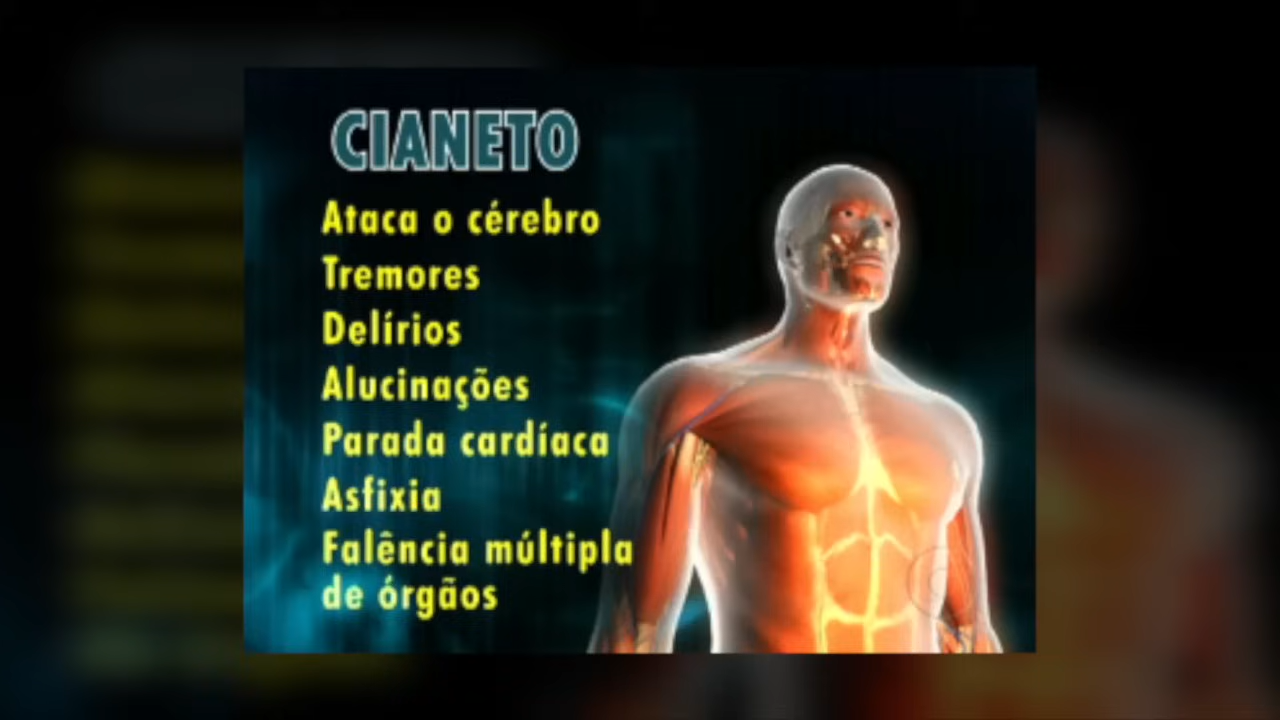 CIANETO
Ataca o cérebro
Tremores
Delírios
Alucinações
Parada cardíaca
Asfixia
Falência múltipla
de órgãos